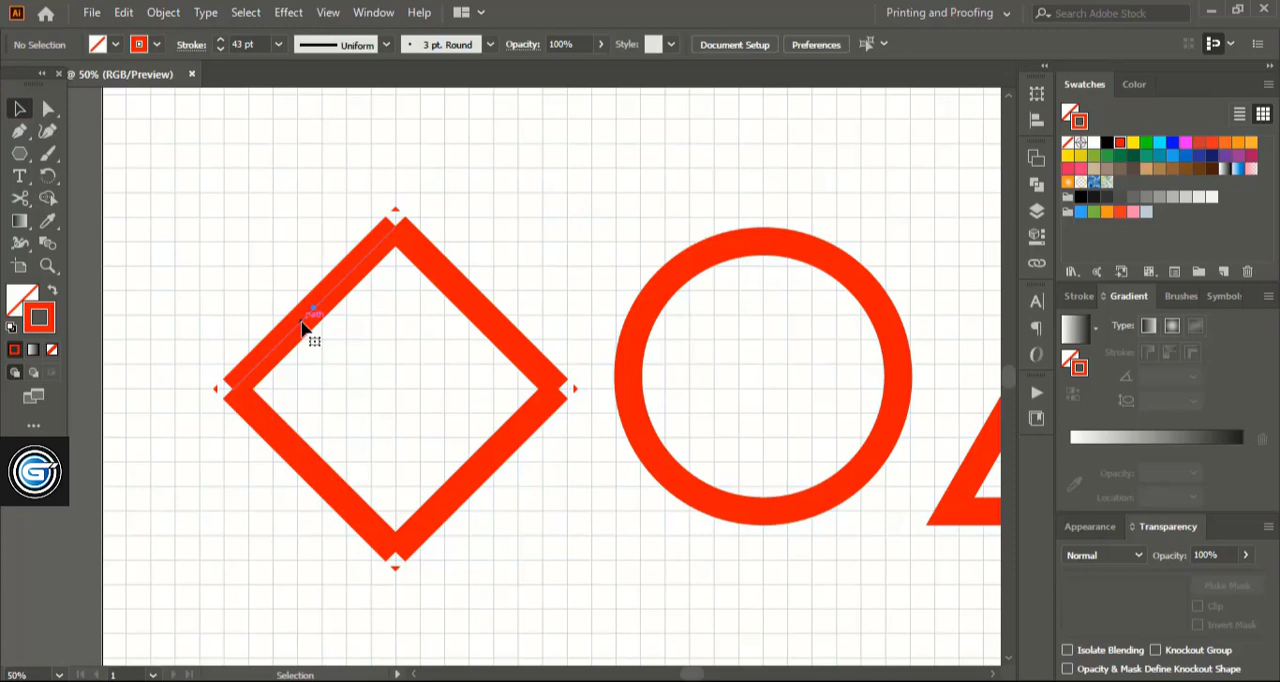 Ai File Edit Object Type Select Effect View Window Help Printing and Proofing Search Adobe Stock
No Selection Stroke: 43 pt Uniform 3 pt. Round Opacity: 100% Style: Document Setup Preferences
@ 50% (RGB/Preview)
Swatches Color
path
Stroke Gradient Brushes Symbol:
Type:
Stroke:
Opacity:
Location:
Appearance Transparency
Normal Opacity: 100%
Make Mask
Clip
Invert Mask
Isolate Blending Knockout Group
Opacity & Mask Define Knockout Shape
50% 1 Selection